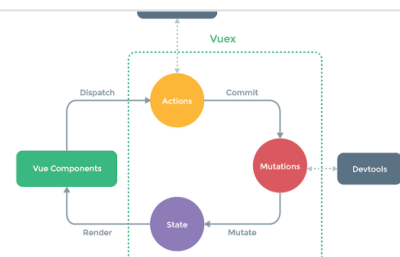 Vuex
Dispatch
Actions
Commit
Vue Components
Mutations
Devtools
Render
State
Mutate